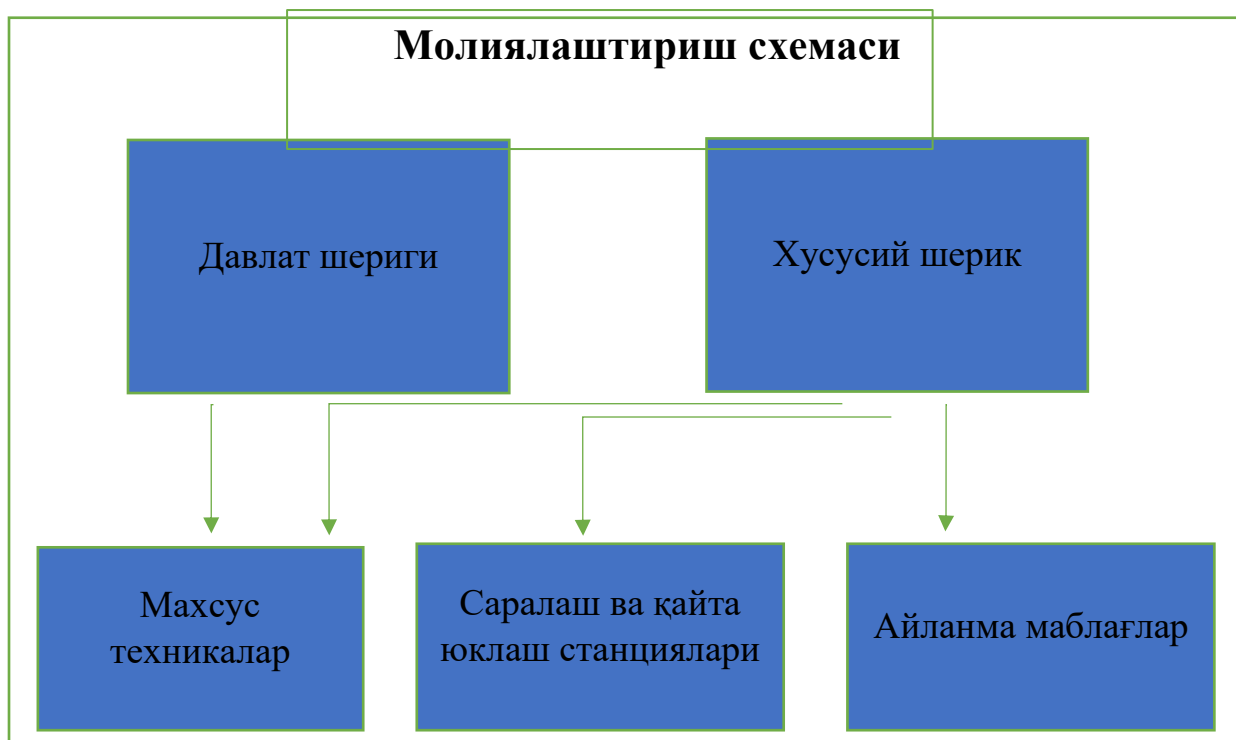 Молиялаштириш схемаси
Давлат шериги
Хусусий шерик
Махсус
техникалар
Саралаш ва қайта
юклаш станциялари
Айланма маблағлар